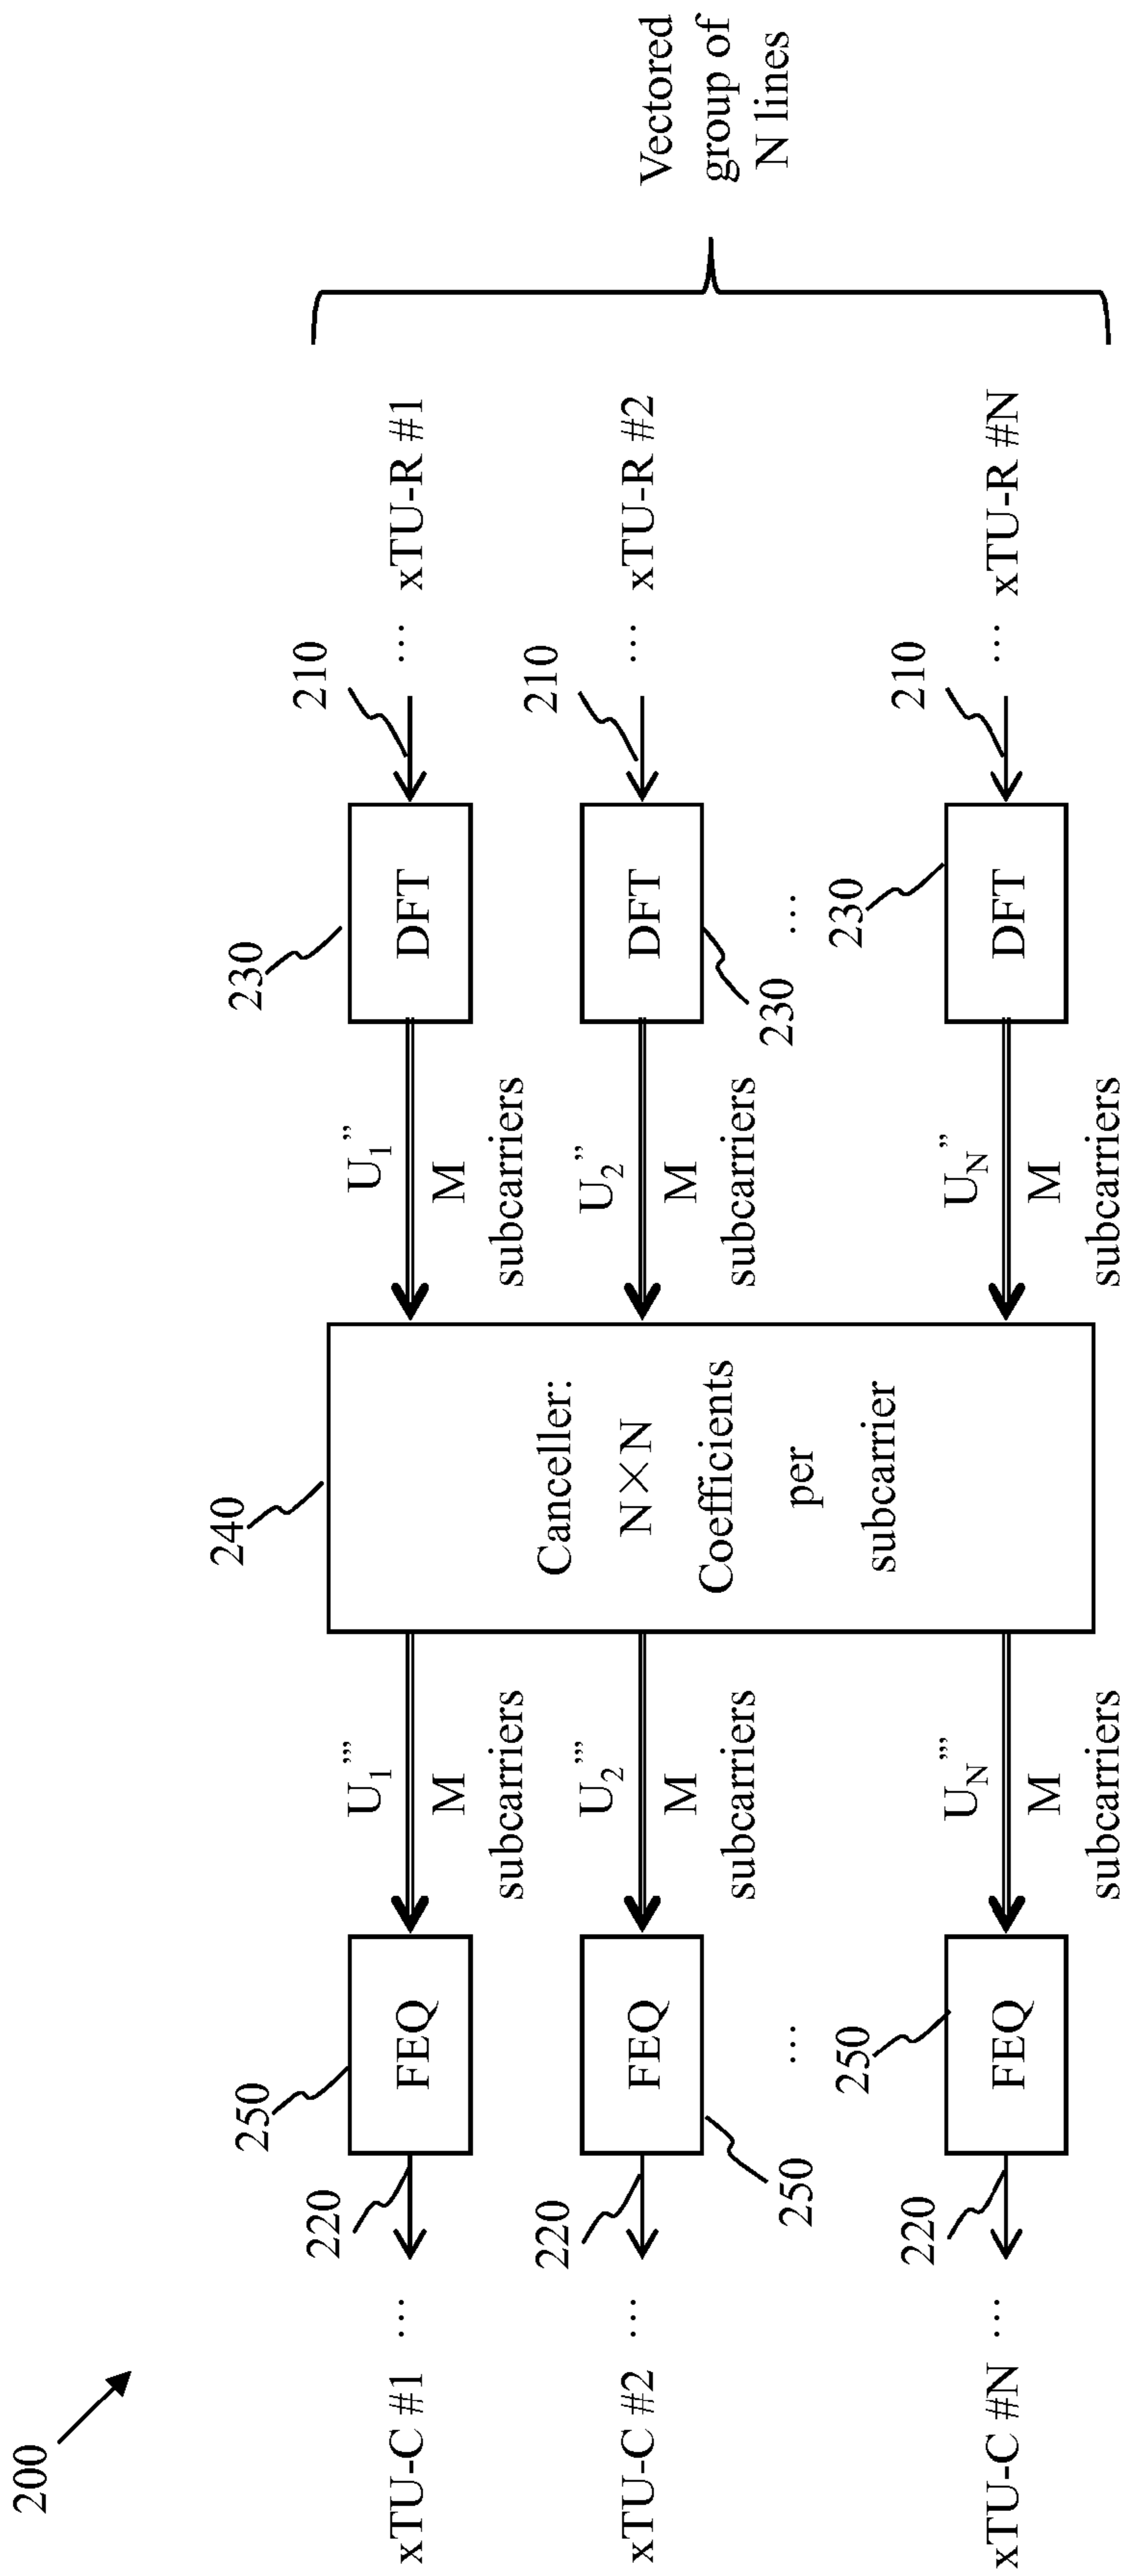 200
xTU-C #1 ...
220
250
FEQ
U1''''
M
subcarriers
240
Canceller:
N×N
Coefficients
per
subcarrier
U1''
M
subcarriers
230
DFT
210
... xTU-R #1
xTU-C #2 ...
220
250
FEQ
U2''''
M
subcarriers
U2''
M
subcarriers
230
DFT
210
... xTU-R #2
...
...
xTU-C #N ...
220
250
FEQ
UN''''
M
subcarriers
UN''
M
subcarriers
230
DFT
210
... xTU-R #N
Vectored
group of
N lines